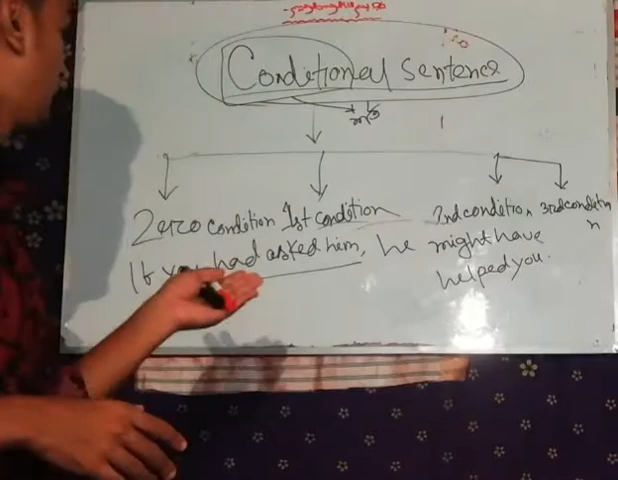 Conditional Sentence
Zero condition 1st condition 2nd condition 3rd condition
If you had asked him, he might have
helped you.